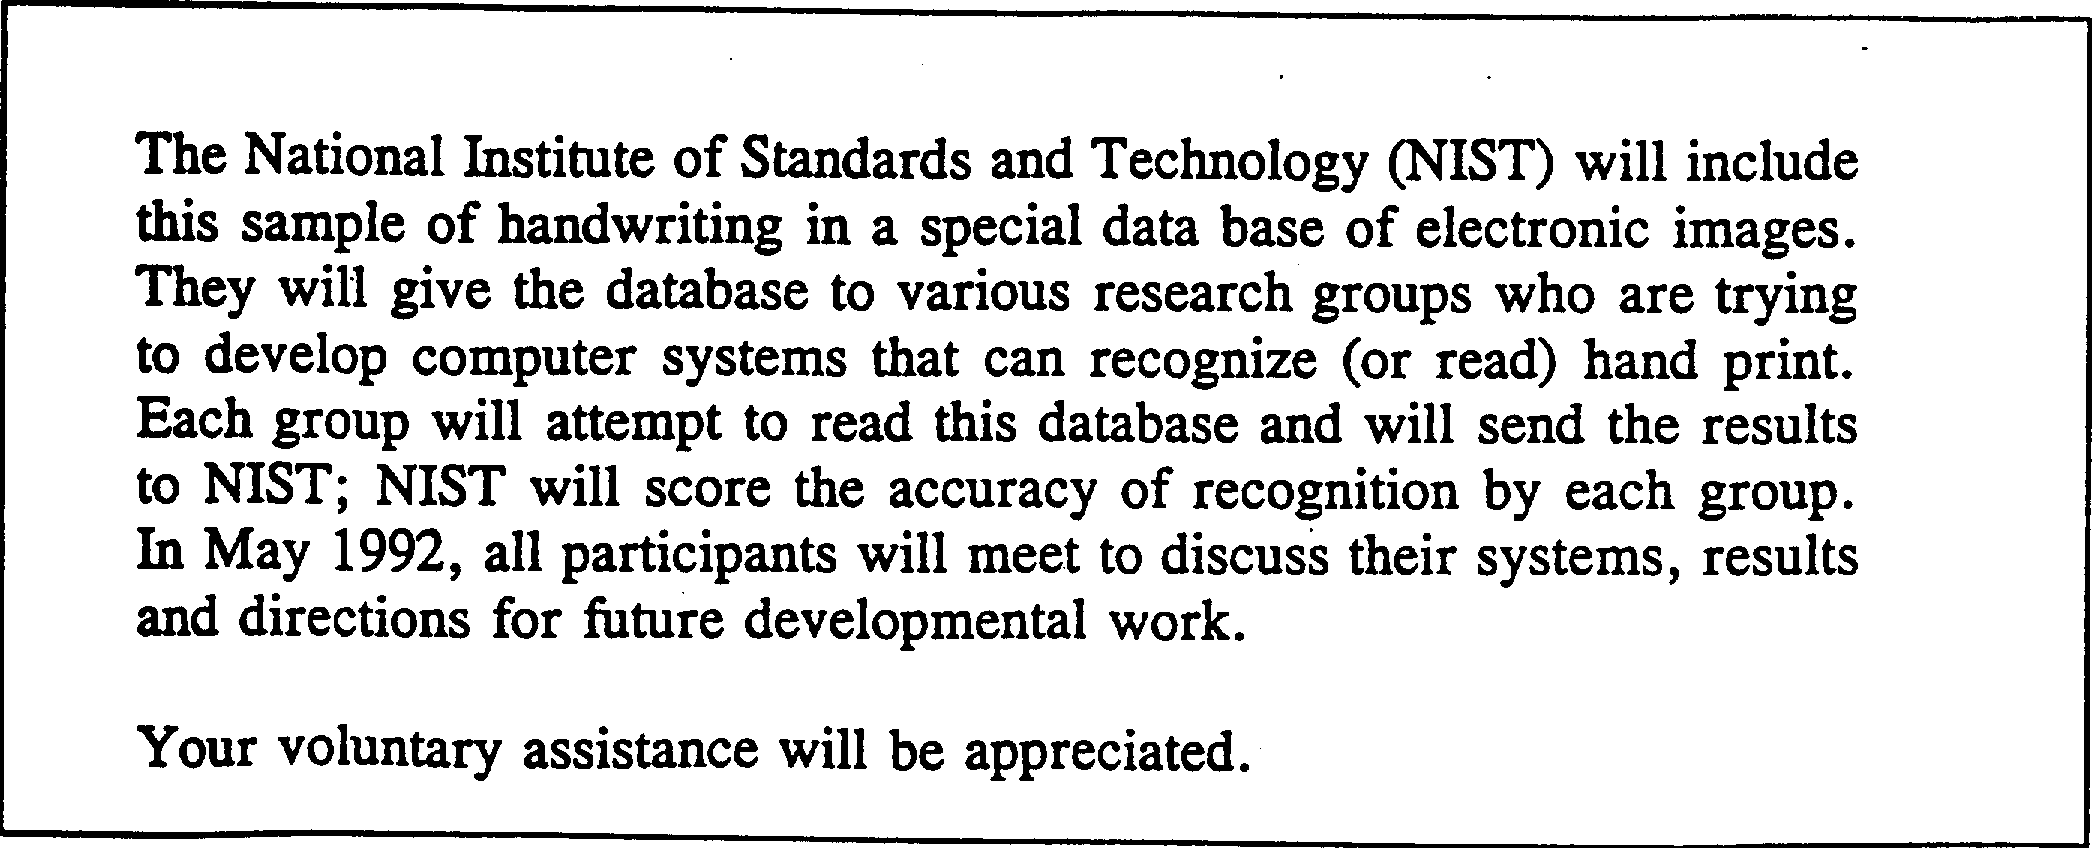 The National Institute of Standards and Technology (NIST) will include
this sample of handwriting in a special data base of electronic images.
They will give the database to various research groups who are trying
to develop computer systems that can recognize (or read) hand print.
Each group will attempt to read this database and will send the results
to NIST; NIST will score the accuracy of recognition by each group.
In May 1992, all participants will meet to discuss their systems, results
and directions for future developmental work.
Your voluntary assistance will be appreciated.